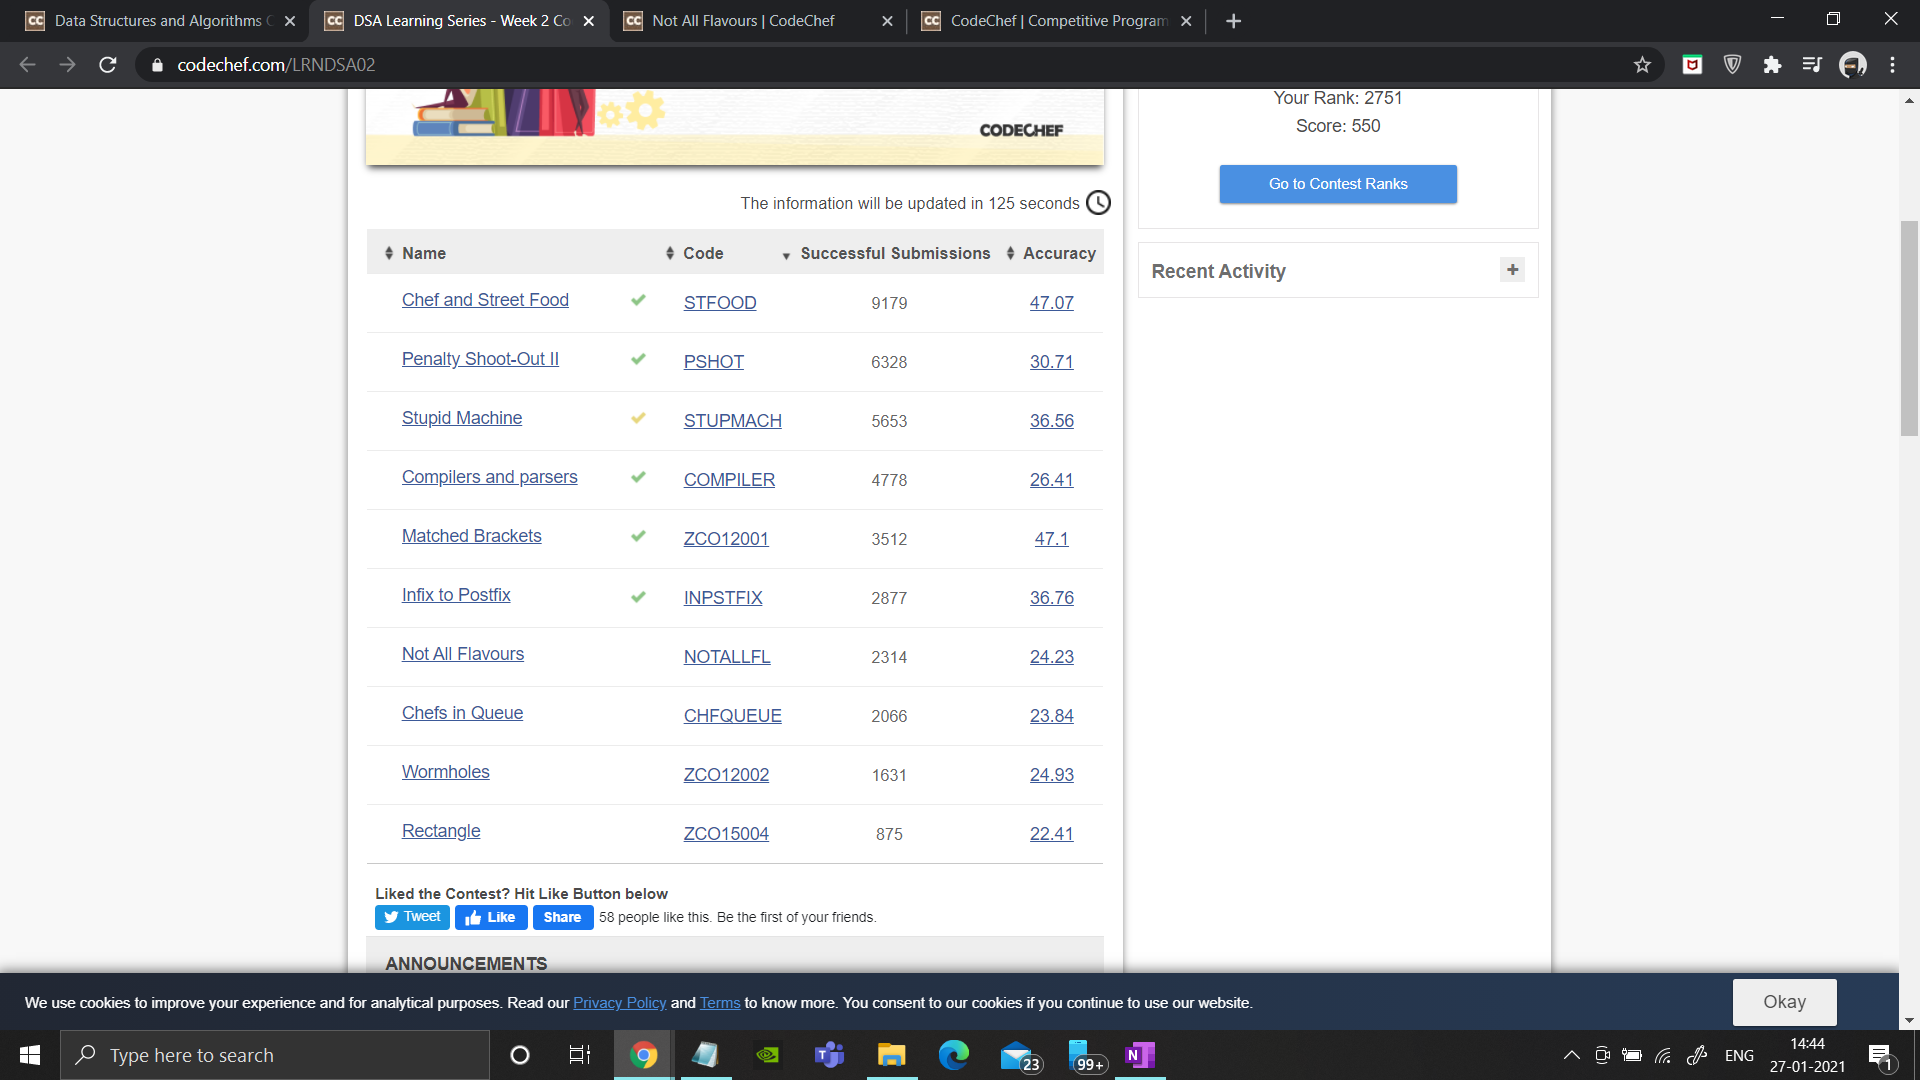 Data Structures and Algorithms C
DSA Learning Series - Week 2 Co
Not All Flavours | CodeChef
CodeChef | Competitive Program
codechef.com/LRNDSA02
CODECHEF
Your Rank: 2751
Score: 550
Go to Contest Ranks
The information will be updated in 125 seconds
Recent Activity
Name Code Successful Submissions Accuracy
Chef and Street Food STFOOD 9179 47.07
Penalty Shoot-Out II PSHOT 6328 30.71
Stupid Machine STUPMACH 5653 36.56
Compilers and parsers COMPILER 4778 26.41
Matched Brackets ZCO12001 3512 47.1
Infix to Postfix INPSTFIX 2877 36.76
Not All Flavours NOTALLFL 2314 24.23
Chefs in Queue CHFQUEUE 2066 23.84
Wormholes ZCO12002 1631 24.93
Rectangle ZCO15004 875 22.41
Liked the Contest? Hit Like Button below
Tweet Like Share 58 people like this. Be the first of your friends.
ANNOUNCEMENTS
We use cookies to improve your experience and for analytical purposes. Read our Privacy Policy and Terms to know more. You consent to our cookies if you continue to use our website.
Okay
Type here to search
23
99+
ENG
14:44
27-01-2021
1